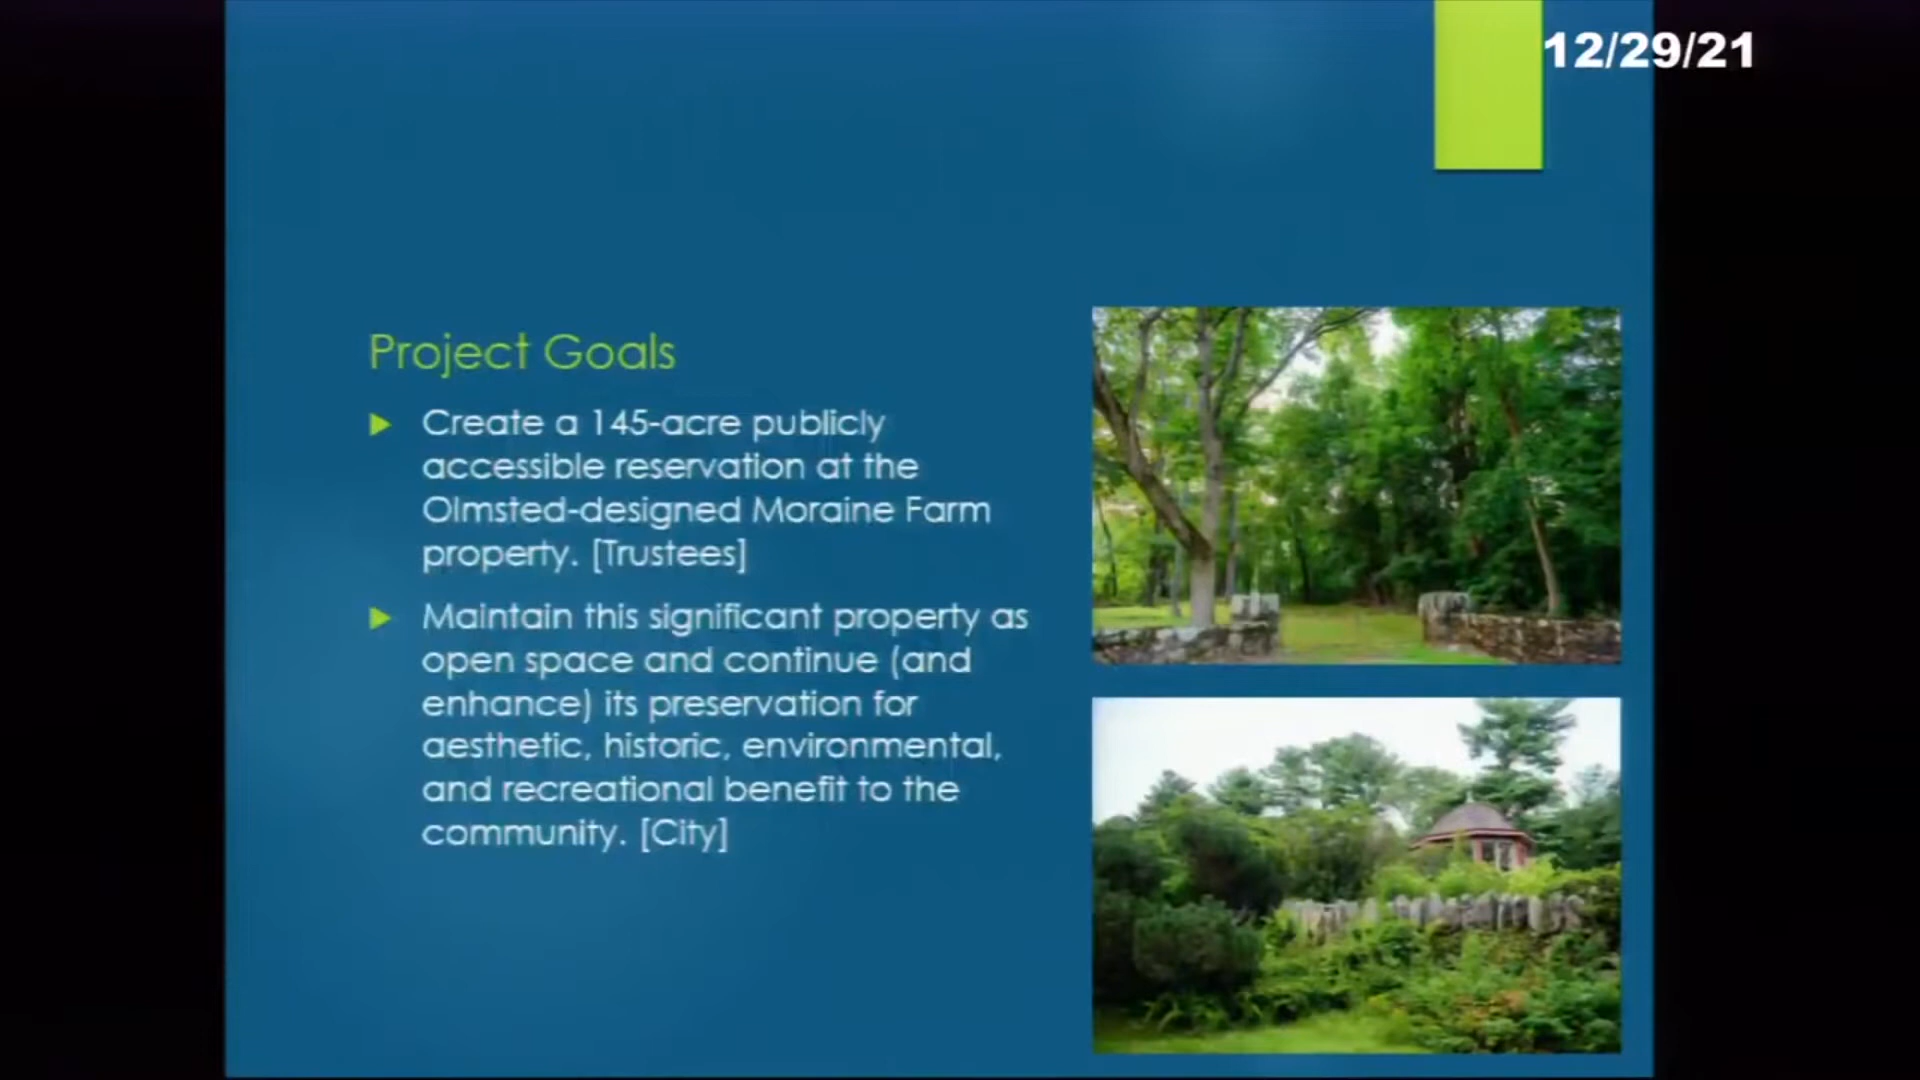 12/29/21
Project Goals
Create a 145-acre publicly
accessible reservation at the
Olmsted-designed Moraine Farm
property. [Trustees]
Maintain this significant property as
open space and continue (and
enhance) its preservation for
aesthetic, historic, environmental,
and recreational benefit to the
community. [City]